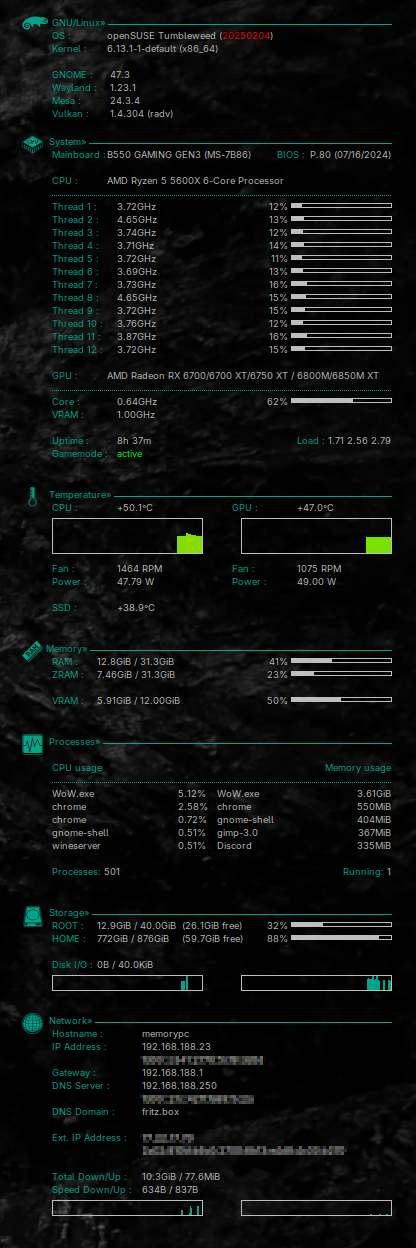 GNU/Linux»
OS : openSUSE Tumbleweed (20250204)
Kernel : 6.13.1-1-default (x86_64)
GNOME : 47.3
Wayland : 1.23.1
Mesa : 24.3.4
Vulkan : 1.4.304 (radv)
System»
Mainboard : B550 GAMING GEN3 (MS-7B86) BIOS : P.80 (07/16/2024)
CPU : AMD Ryzen 5 5600X 6-Core Processor
Thread 1 : 3.72GHz 12%
Thread 2 : 4.65GHz 13%
Thread 3 : 3.74GHz 12%
Thread 4 : 3.71GHz 14%
Thread 5 : 3.72GHz 11%
Thread 6 : 3.69GHz 13%
Thread 7 : 3.73GHz 16%
Thread 8 : 4.65GHz 15%
Thread 9 : 3.72GHz 15%
Thread 10 : 3.76GHz 12%
Thread 11 : 3.87GHz 16%
Thread 12 : 3.72GHz 15%
GPU : AMD Radeon RX 6700/6700 XT/6750 XT / 6800M/6850M XT
Core : 0.64GHz 62%
VRAM : 1.00GHz
Uptime : 8h 37m Load : 1.71 2.56 2.79
Gamemode : active
Temperature»
CPU : +50.1°C GPU : +47.0°C
Fan : 1464 RPM Fan : 1075 RPM
Power : 47.79 W Power : 49.00 W
SSD : +38.9°C
RAM
Memory»
RAM : 12.8GiB / 31.3GiB 41%
ZRAM : 7.46GiB / 31.3GiB 23%
VRAM : 5.91GiB / 12.00GiB 50%
Processes»
CPU usage Memory usage
WoW.exe 5.12% WoW.exe 3.61GiB
chrome 2.58% chrome 550MiB
chrome 0.72% gnome-shell 404MiB
gnome-shell 0.51% gimp-3.0 367MiB
wineserver 0.51% Discord 335MiB
Processes: 501 Running: 1
Storage»
ROOT : 12.9GiB / 40.0GiB (26.1GiB free) 32%
HOME : 772GiB / 876GiB (59.7GiB free) 88%
Disk I/O : 0B / 40.0KiB
Network»
Hostname : memorypc
IP Address : 192.168.188.23
Gateway : 192.168.188.1
DNS Server : 192.168.188.250
DNS Domain : fritz.box
Ext. IP Address :
Total Down/Up : 10.3GiB / 77.6MiB
Speed Down/Up : 634B / 837B